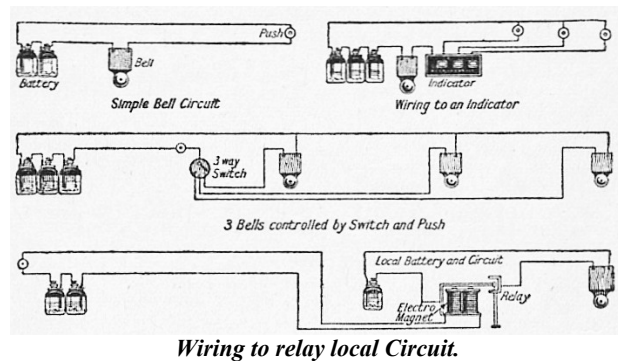 Push
Bell
Battery
Simple Bell Circuit
Indicator
Wiring to an Indicator
3 way
Switch
3 Bells controlled by Switch and Push
Local Battery and Circuit
Electro
Magnet
Relay
Wiring to relay local Circuit.